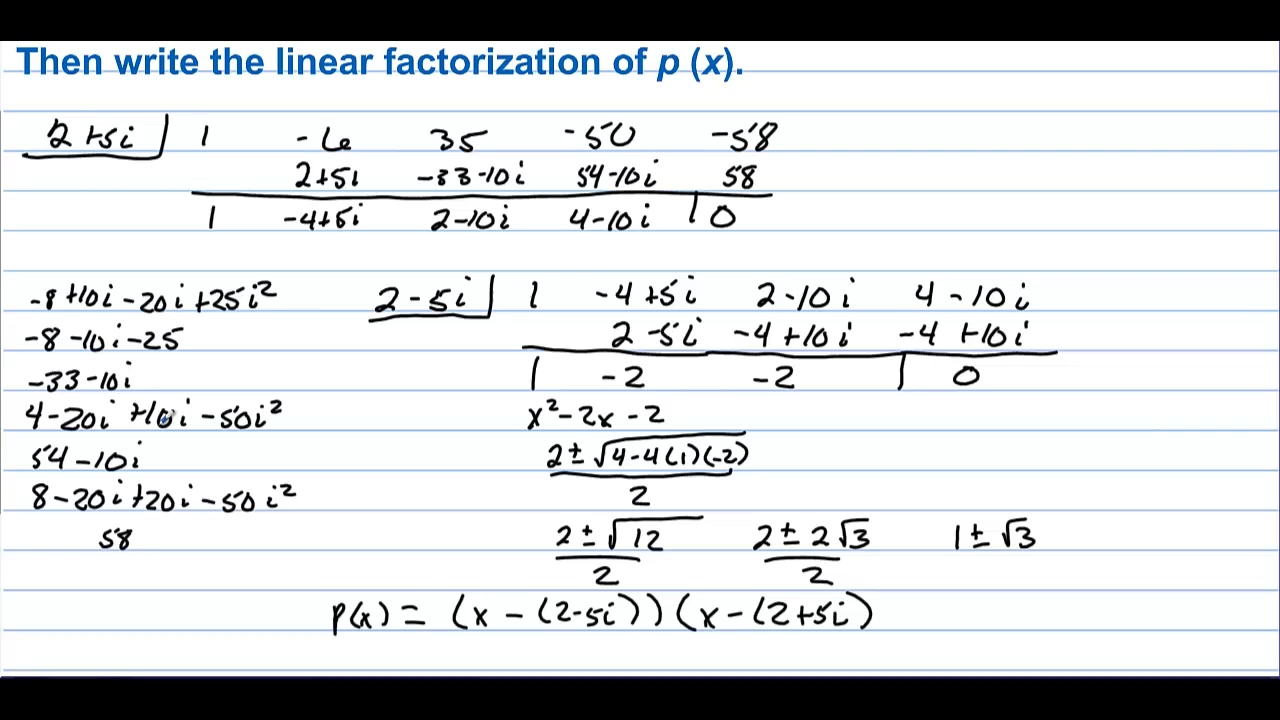 Then write the linear factorization of p (x).
2+5i 1 -6 35 -50 -58
2+5i -33-10i 54-10i 58
1 -4+5i 2-10i 4-10i 0
-8+10i-20i+25i² 2-5i 1 -4+5i 2-10i 4-10i
-8-10i-25 2-5i -4+10i -4+10i
-33-10i 1 -2 -2 0
4-20i+10i-50i² x²-2x-2
54-10i 2±√4-4(1)(-2)
8-20i+20i-50i² 2
58 2±√12 2±2√3 1±√3
2 2
p(x) = (x-(2-5i))(x-(2+5i)